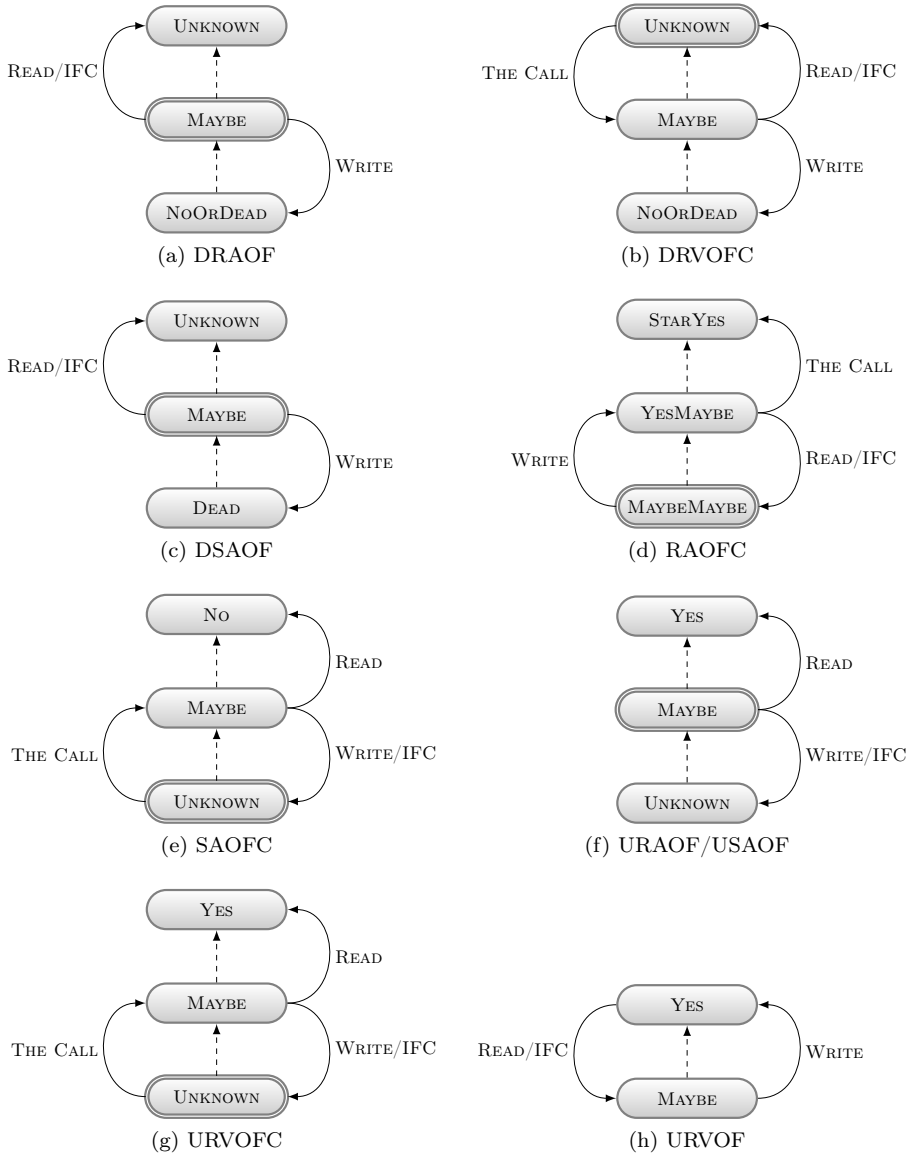 UNKNOWN
READ/IFC
MAYBE
WRITE
NOORDEAD
(a) DRAOF
UNKNOWN
THE CALL
READ/IFC
MAYBE
WRITE
NOORDEAD
(b) DRVOFC
UNKNOWN
READ/IFC
MAYBE
WRITE
DEAD
(c) DSAOF
STARYES
THE CALL
YESMAYBE
WRITE
READ/IFC
MAYBEMAYBE
(d) RAOFC
NO
READ
MAYBE
THE CALL
WRITE/IFC
UNKNOWN
(e) SAOFC
YES
READ
MAYBE
WRITE/IFC
UNKNOWN
(f) URAOF/USAOF
YES
READ
MAYBE
THE CALL
WRITE/IFC
UNKNOWN
(g) URVOFC
YES
READ/IFC
WRITE
MAYBE
(h) URVOF